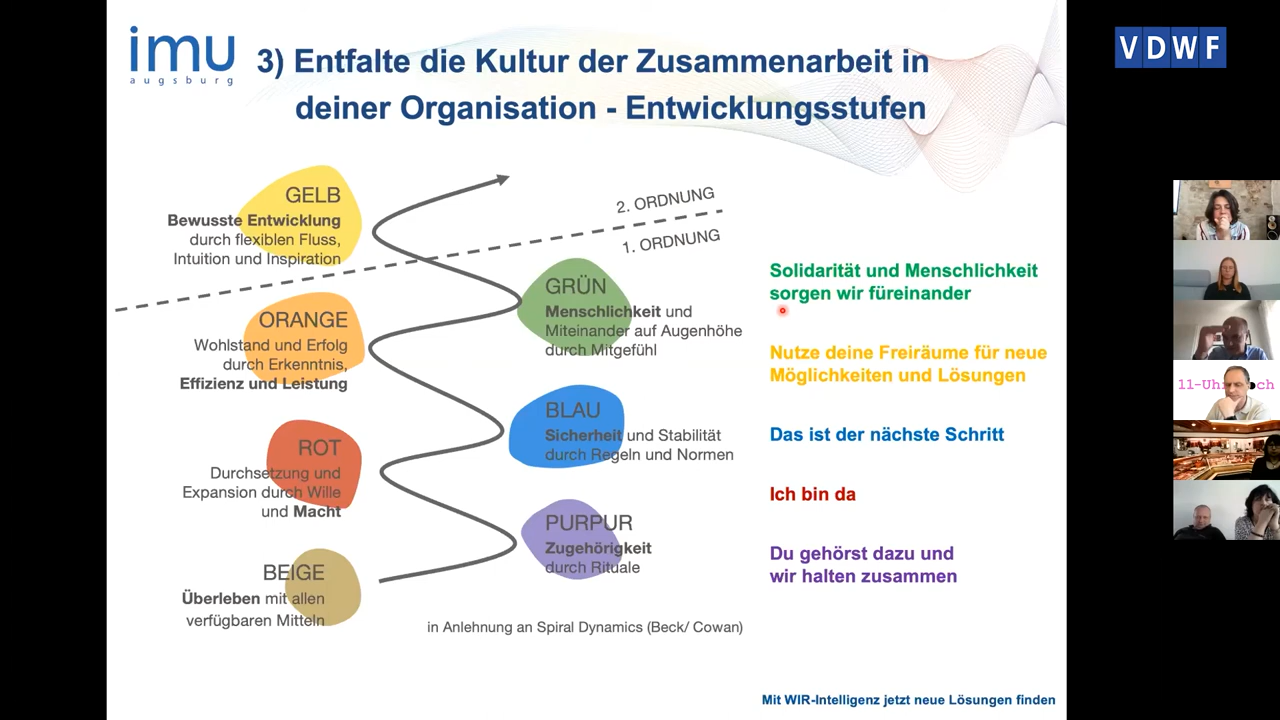 imu
augsburg
3) Entfalte die Kultur der Zusammenarbeit in
deiner Organisation - Entwicklungsstufen
VDWF
GELB
Bewusste Entwicklung
durch flexiblen Fluss,
Intuition und Inspiration
2. ORDNUNG
1. ORDNUNG
ORANGE
Wohlstand und Erfolg
durch Erkenntnis,
Effizienz und Leistung
GRÜN
Menschlichkeit und
Miteinander auf Augenhöhe
durch Mitgefühl
ROT
Durchsetzung und
Expansion durch Wille
und Macht
BLAU
Sicherheit und Stabilität
durch Regeln und Normen
BEIGE
Überleben mit allen
verfügbaren Mitteln
PURPUR
Zugehörigkeit
durch Rituale
in Anlehnung an Spiral Dynamics (Beck/ Cowan)
Solidarität und Menschlichkeit
sorgen wir füreinander
Nutze deine Freiräume für neue
Möglichkeiten und Lösungen
Das ist der nächste Schritt
Ich bin da
Du gehörst dazu und
wir halten zusammen
Mit WIR-Intelligenz jetzt neue Lösungen finden